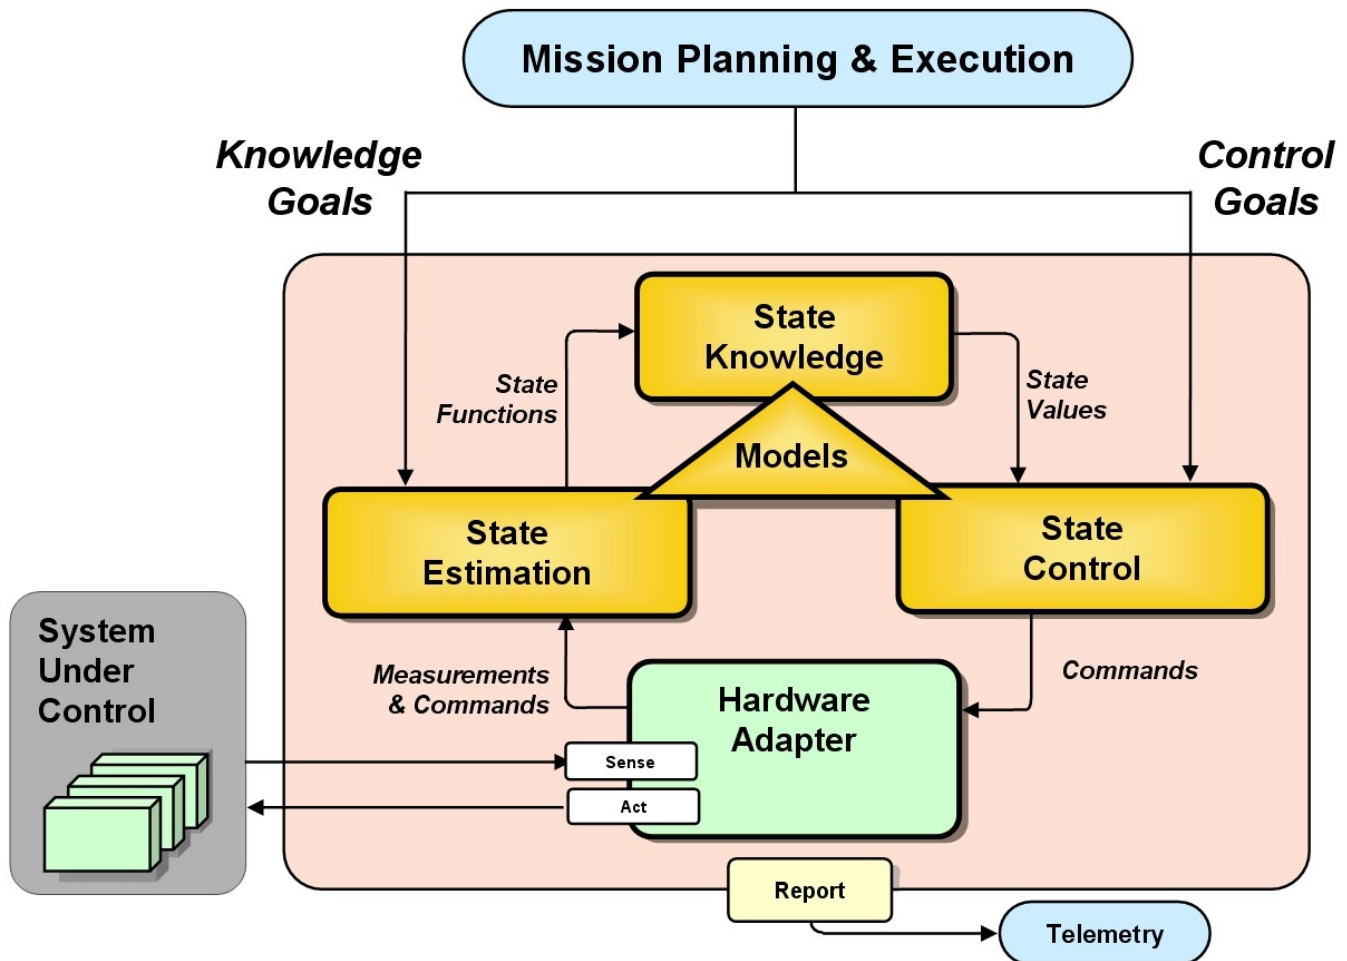 Mission Planning & Execution
Knowledge
Goals
Control
Goals
State
Knowledge
State
Functions
State
Values
Models
State
Estimation
State
Control
System
Under
Control
Measurements
& Commands
Commands
Hardware
Adapter
Sense
Act
Report
Telemetry